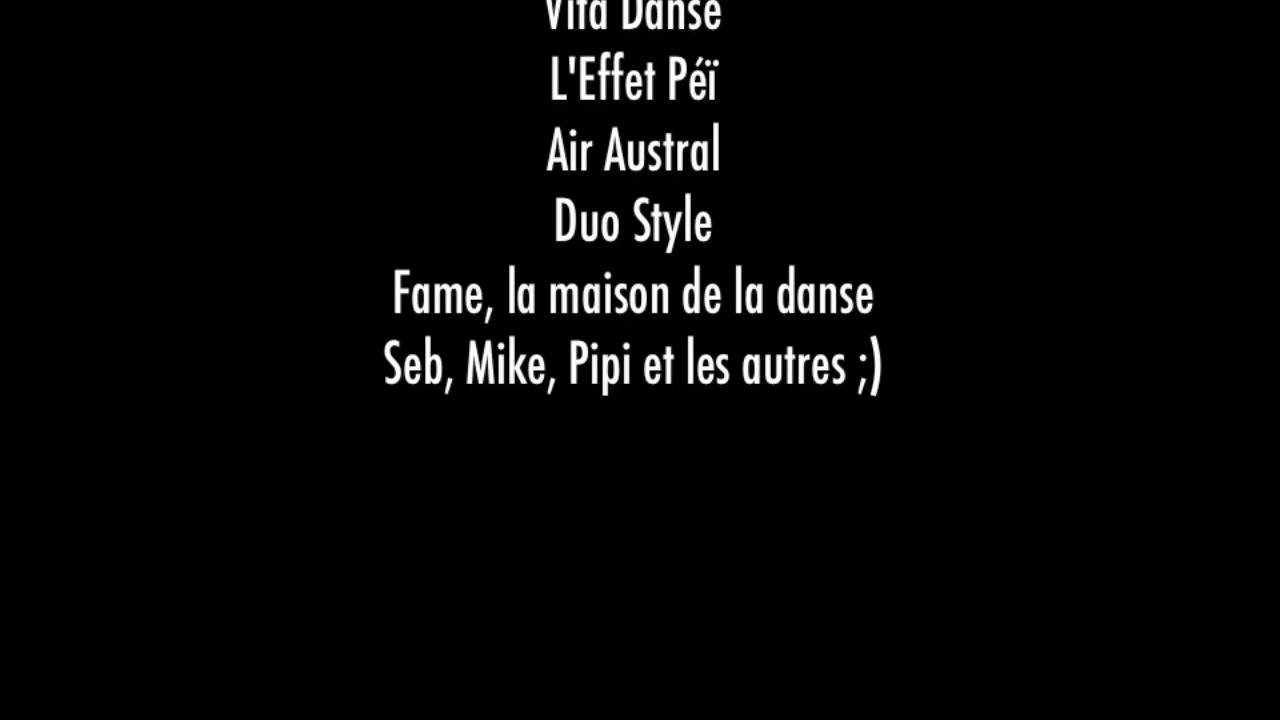 Vita Danse
L'Effet Péï
Air Austral
Duo Style
Fame, la maison de la danse
Seb, Mike, Pipi et les autres ;)